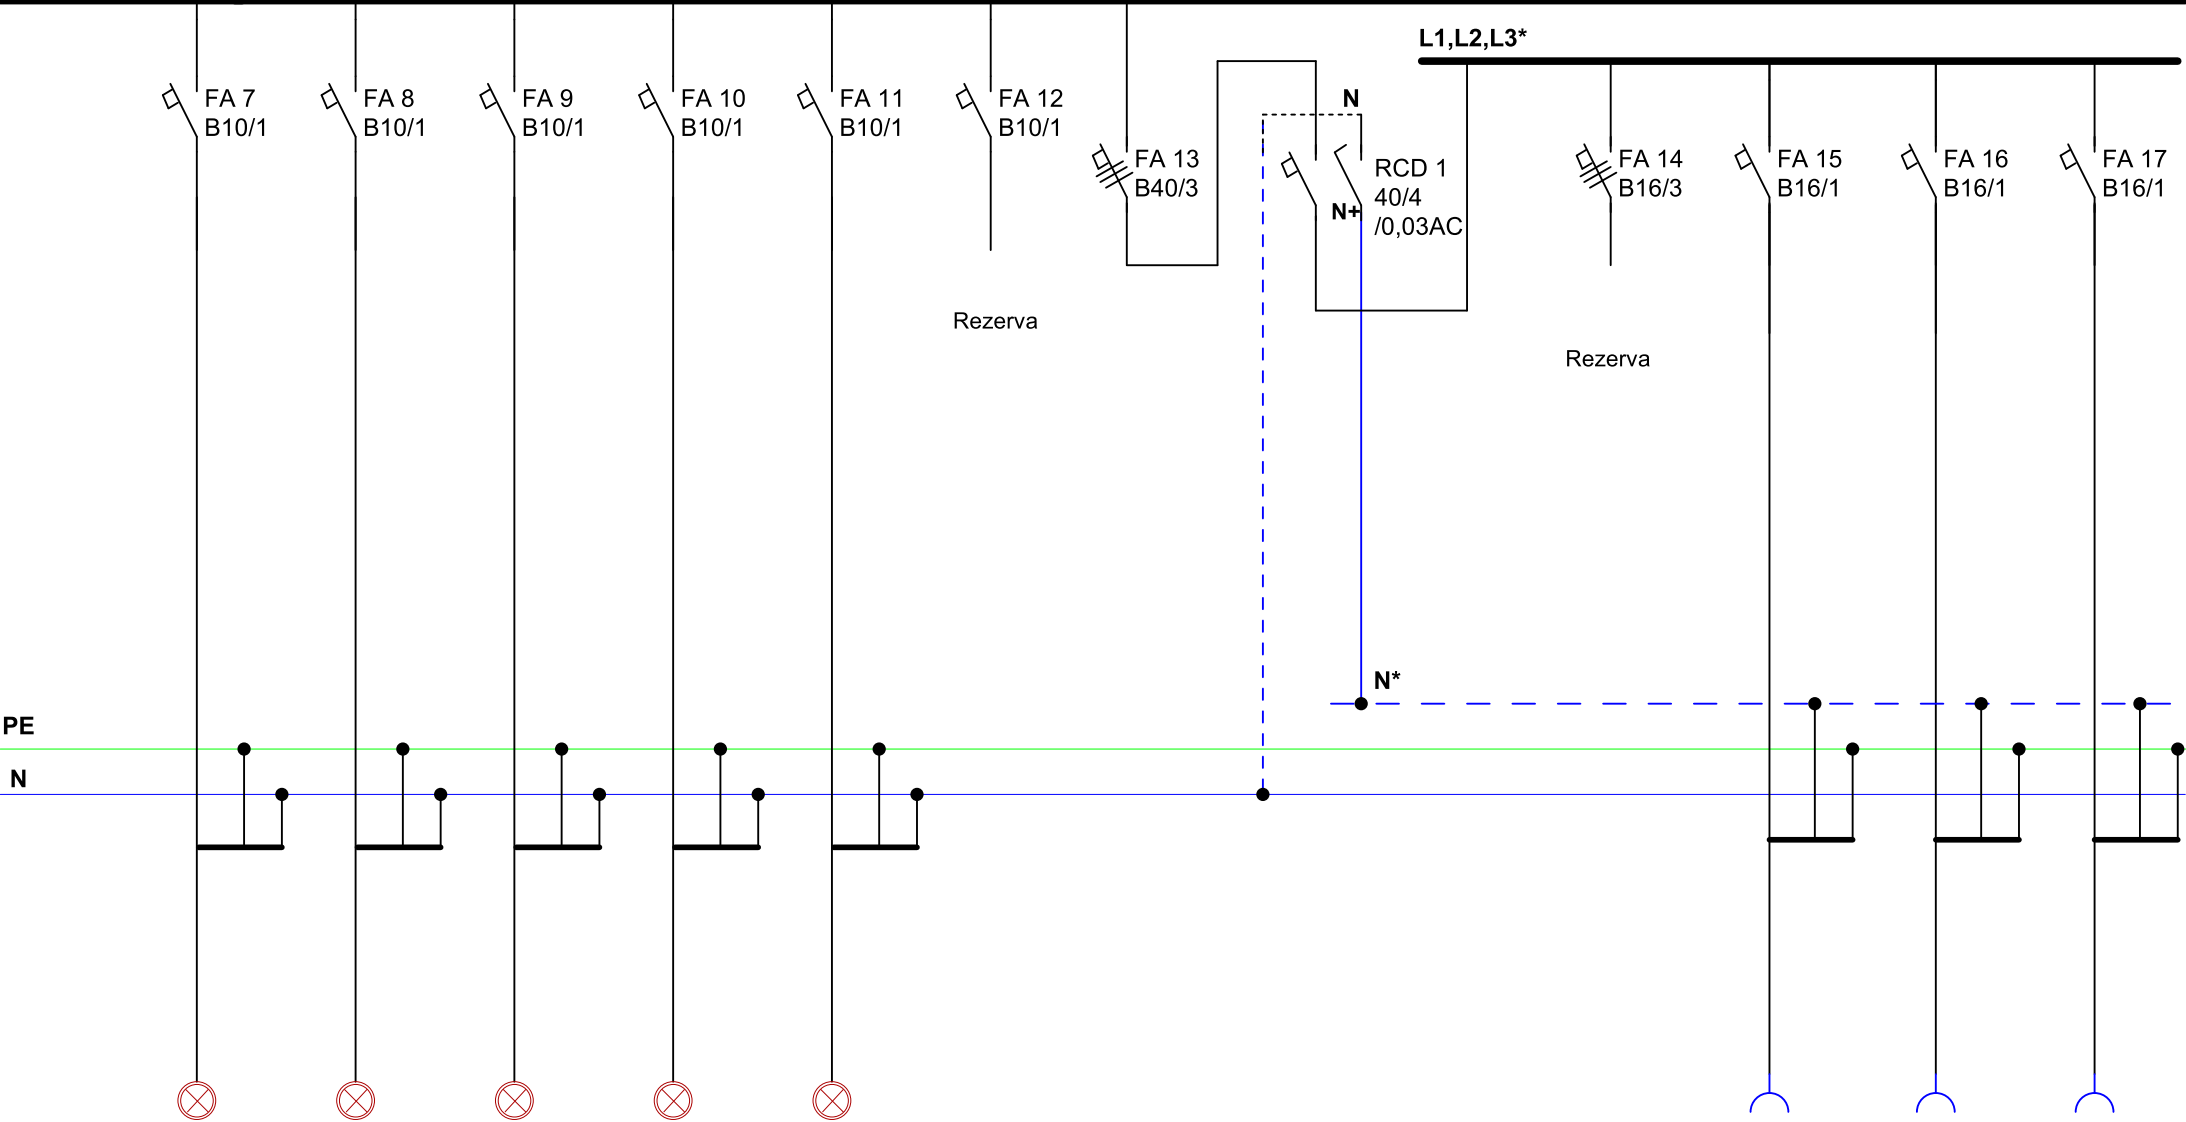 L1,L2,L3*
FA 7
B10/1
FA 8
B10/1
FA 9
B10/1
FA 10
B10/1
FA 11
B10/1
FA 12
B10/1
Rezerva
FA 13
B40/3
N
RCD 1
40/4
/0,03AC
N+
FA 14
B16/3
Rezerva
FA 15
B16/1
FA 16
B16/1
FA 17
B16/1
N*
PE
N